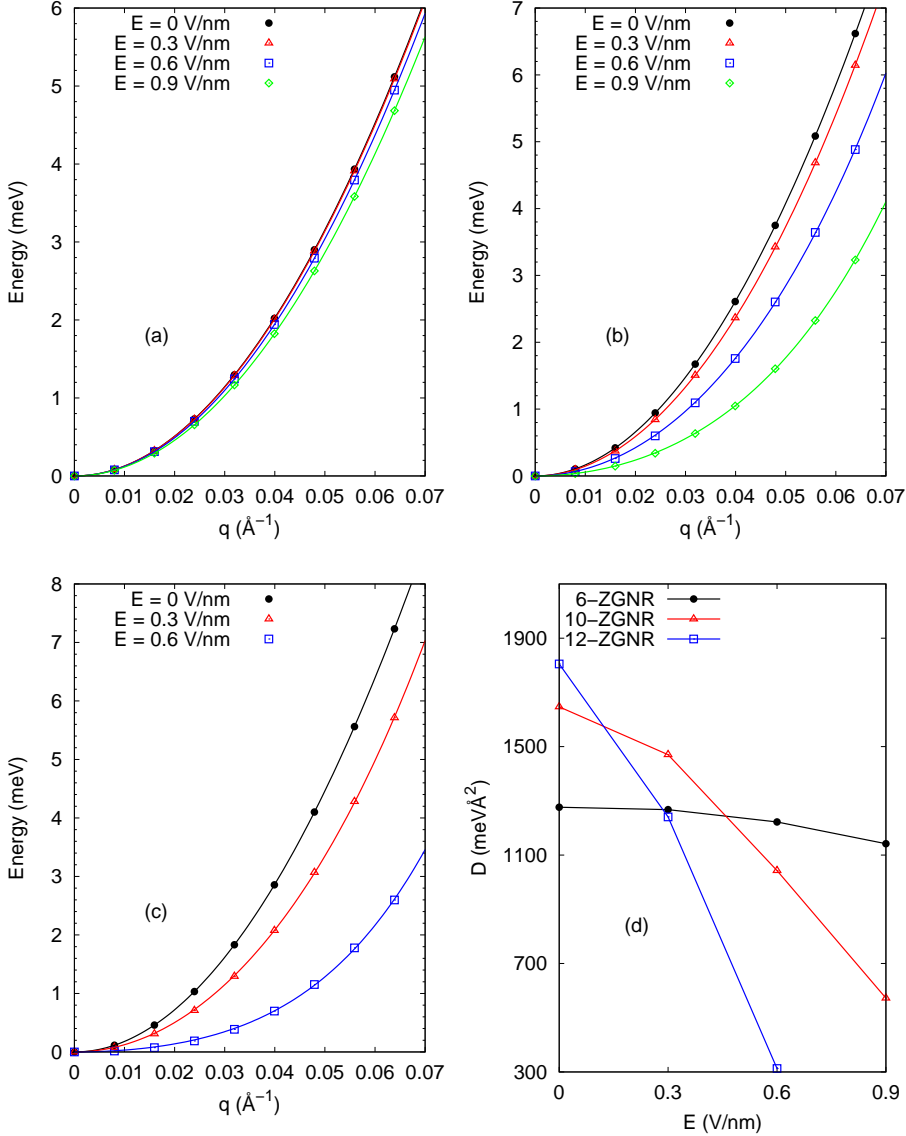 E = 0 V/nm
E = 0.3 V/nm
E = 0.6 V/nm
E = 0.9 V/nm
6
5
4
3
2
1
0
Energy (meV)
(a)
0 0.01 0.02 0.03 0.04 0.05 0.06 0.07
q (Å⁻¹)
E = 0 V/nm
E = 0.3 V/nm
E = 0.6 V/nm
E = 0.9 V/nm
7
6
5
4
3
2
1
0
Energy (meV)
(b)
0 0.01 0.02 0.03 0.04 0.05 0.06 0.07
q (Å⁻¹)
E = 0 V/nm
E = 0.3 V/nm
E = 0.6 V/nm
8
7
6
5
4
3
2
1
0
Energy (meV)
(c)
0 0.01 0.02 0.03 0.04 0.05 0.06 0.07
q (Å⁻¹)
6−ZGNR
10−ZGNR
12−ZGNR
1900
1500
1100
700
300
D (meVÅ²)
(d)
0 0.3 0.6 0.9
E (V/nm)